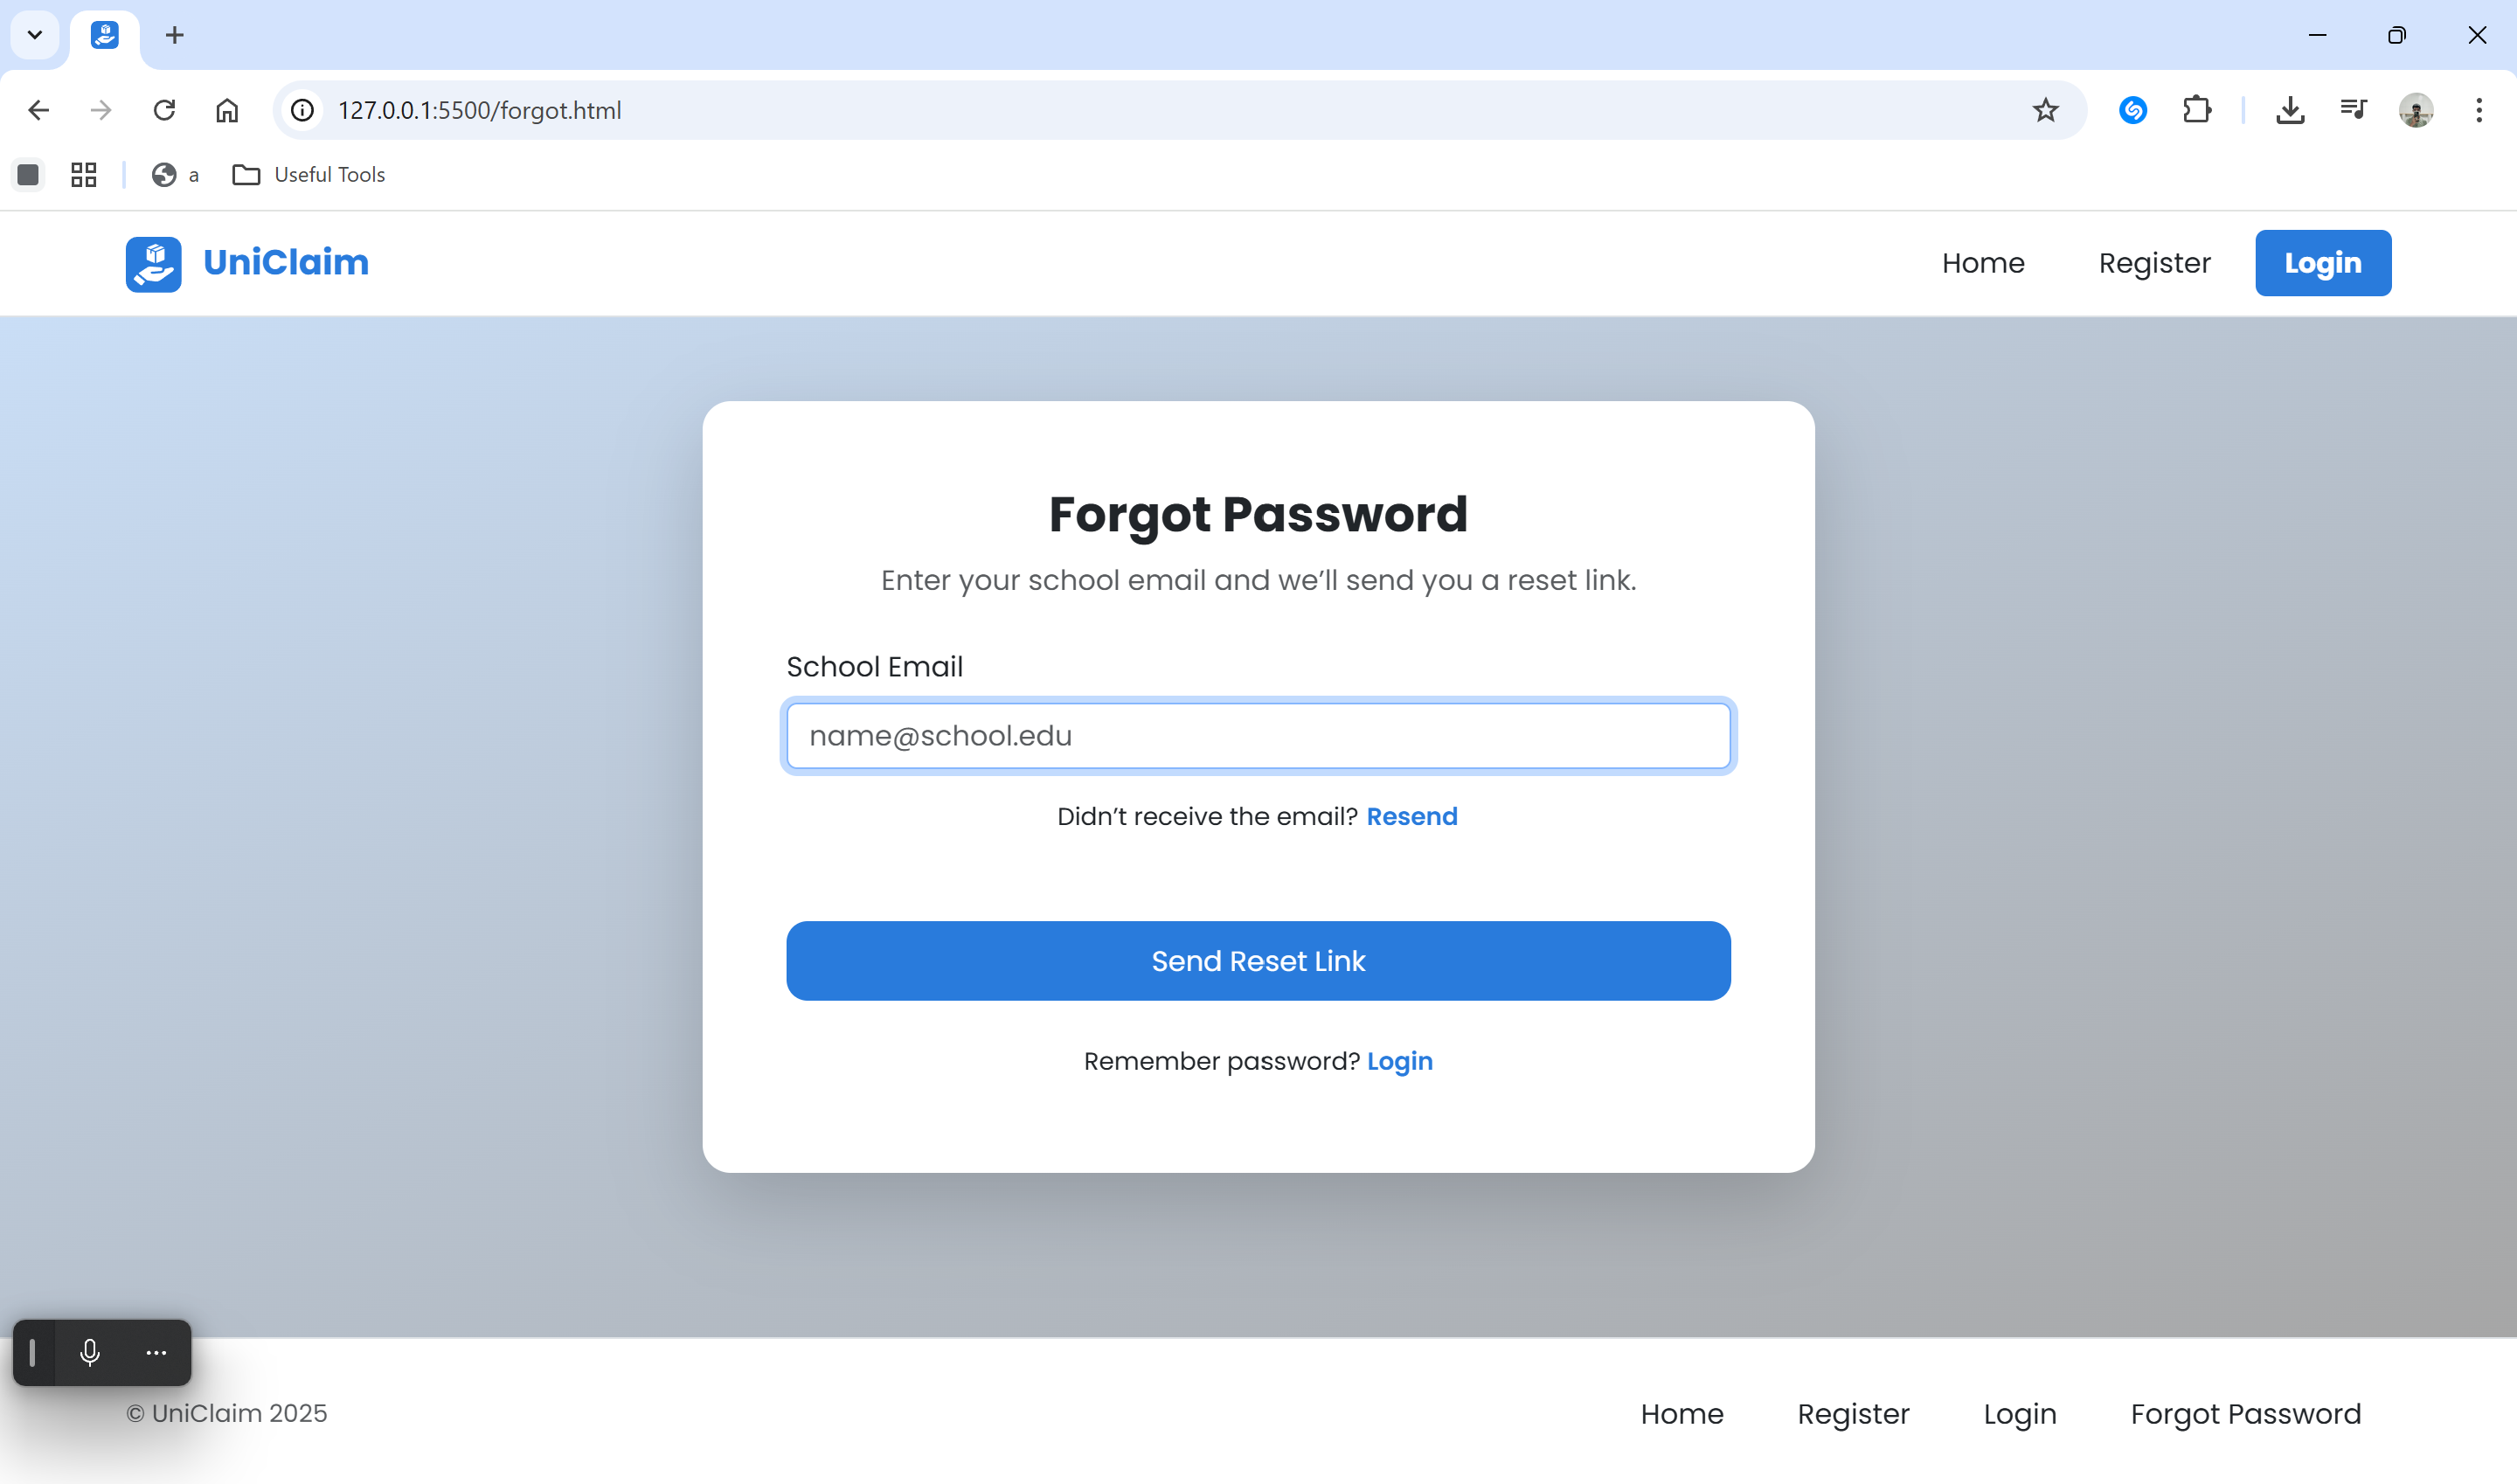 127.0.0.1:5500/forgot.html
a
Useful Tools
UniClaim
Home
Register
Login
Forgot Password
Enter your school email and we’ll send you a reset link.
School Email
name@school.edu
Didn’t receive the email? Resend
Send Reset Link
Remember password? Login
© UniClaim 2025
Home
Register
Login
Forgot Password